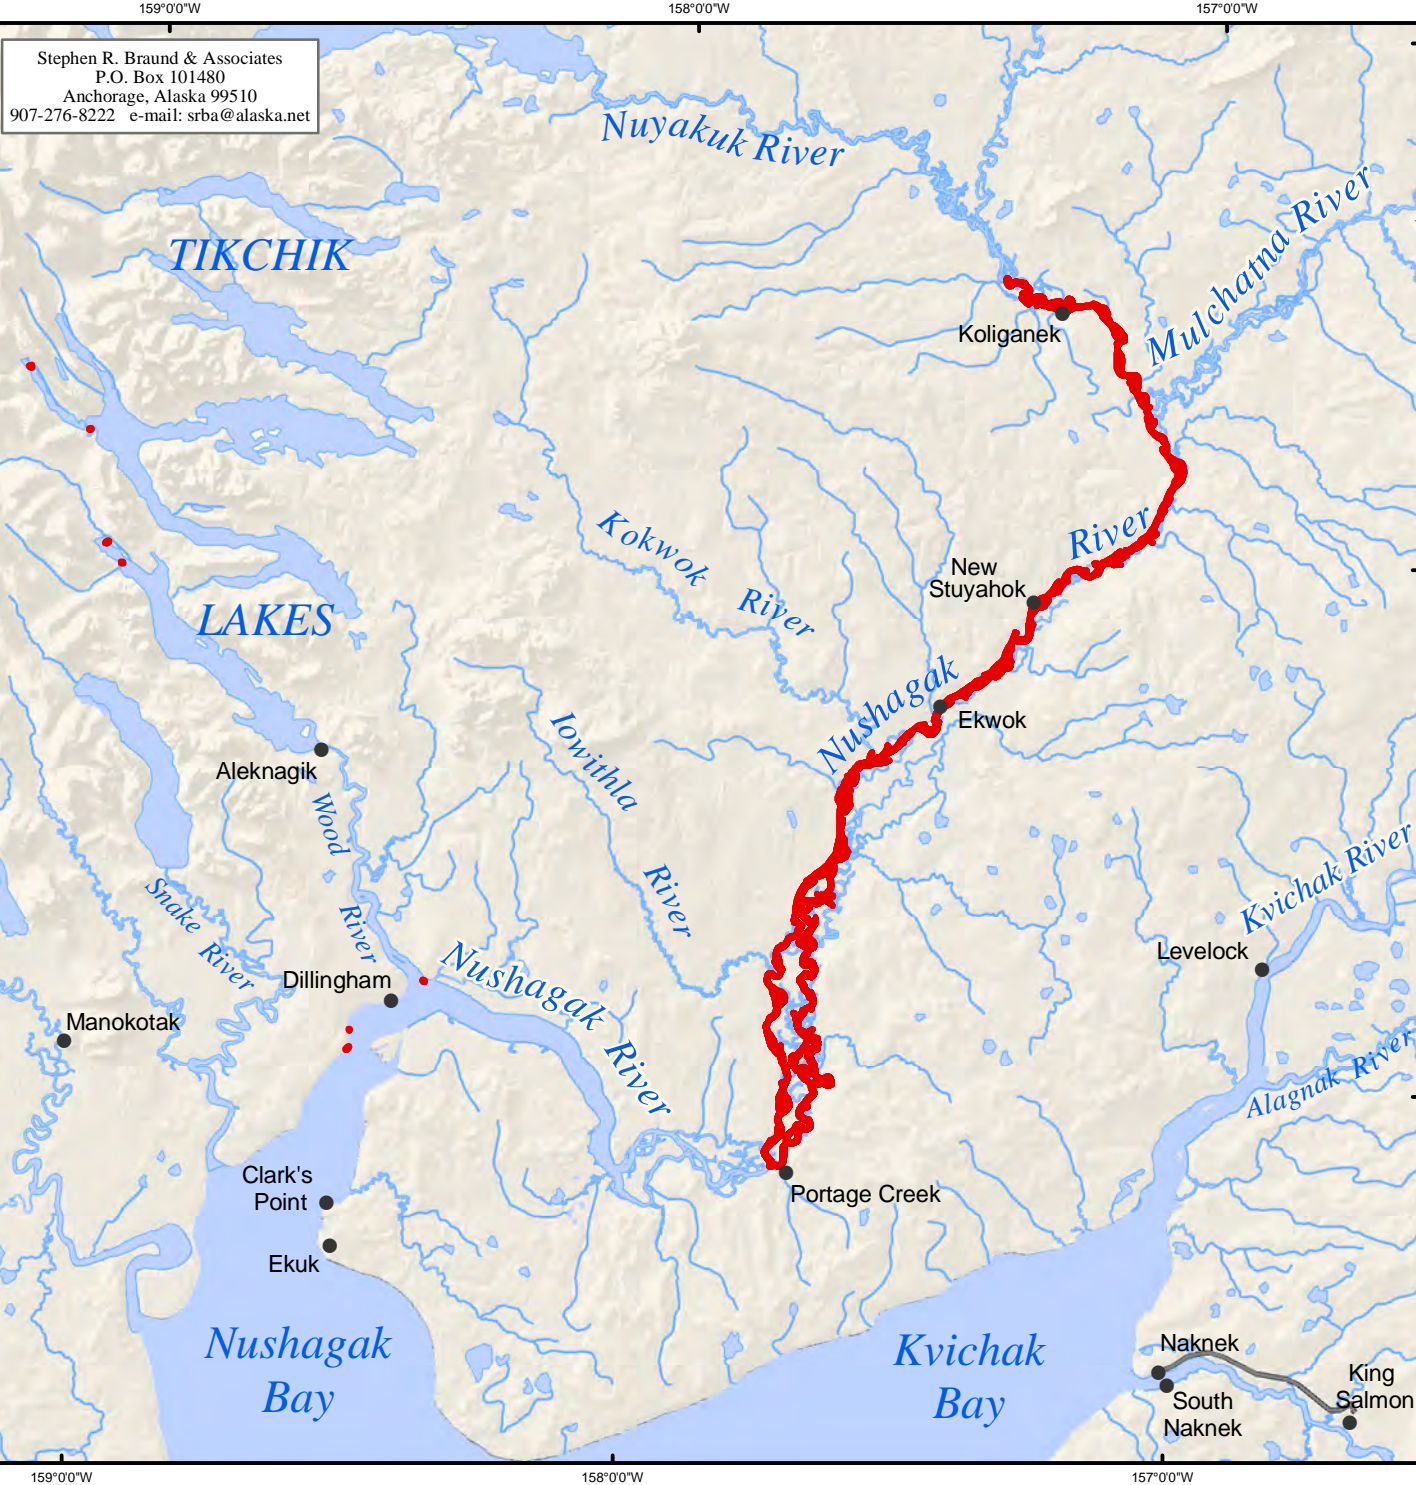 159°0'0"W
158°0'0"W
157°0'0"W
Stephen R. Braund & Associates
P.O. Box 101480
Anchorage, Alaska 99510
907-276-8222 e-mail: srba@alaska.net
Nuyakuk River
Mulchatna River
TIKCHIK
Koliganek
Kokwok
River
River
New
Stuyahok
LAKES
Nushagak
Ekwok
Iowithla
River
Aleknagik
Wood
River
Snake
River
Kvichak River
Levelock
Nushagak
River
Dillingham
Manokotak
Alagnak River
Clark's
Point
Portage Creek
Ekuk
Nushagak
Bay
Kvichak
Bay
Naknek
South
Naknek
King
Salmon
159°0'0"W
158°0'0"W
157°0'0"W